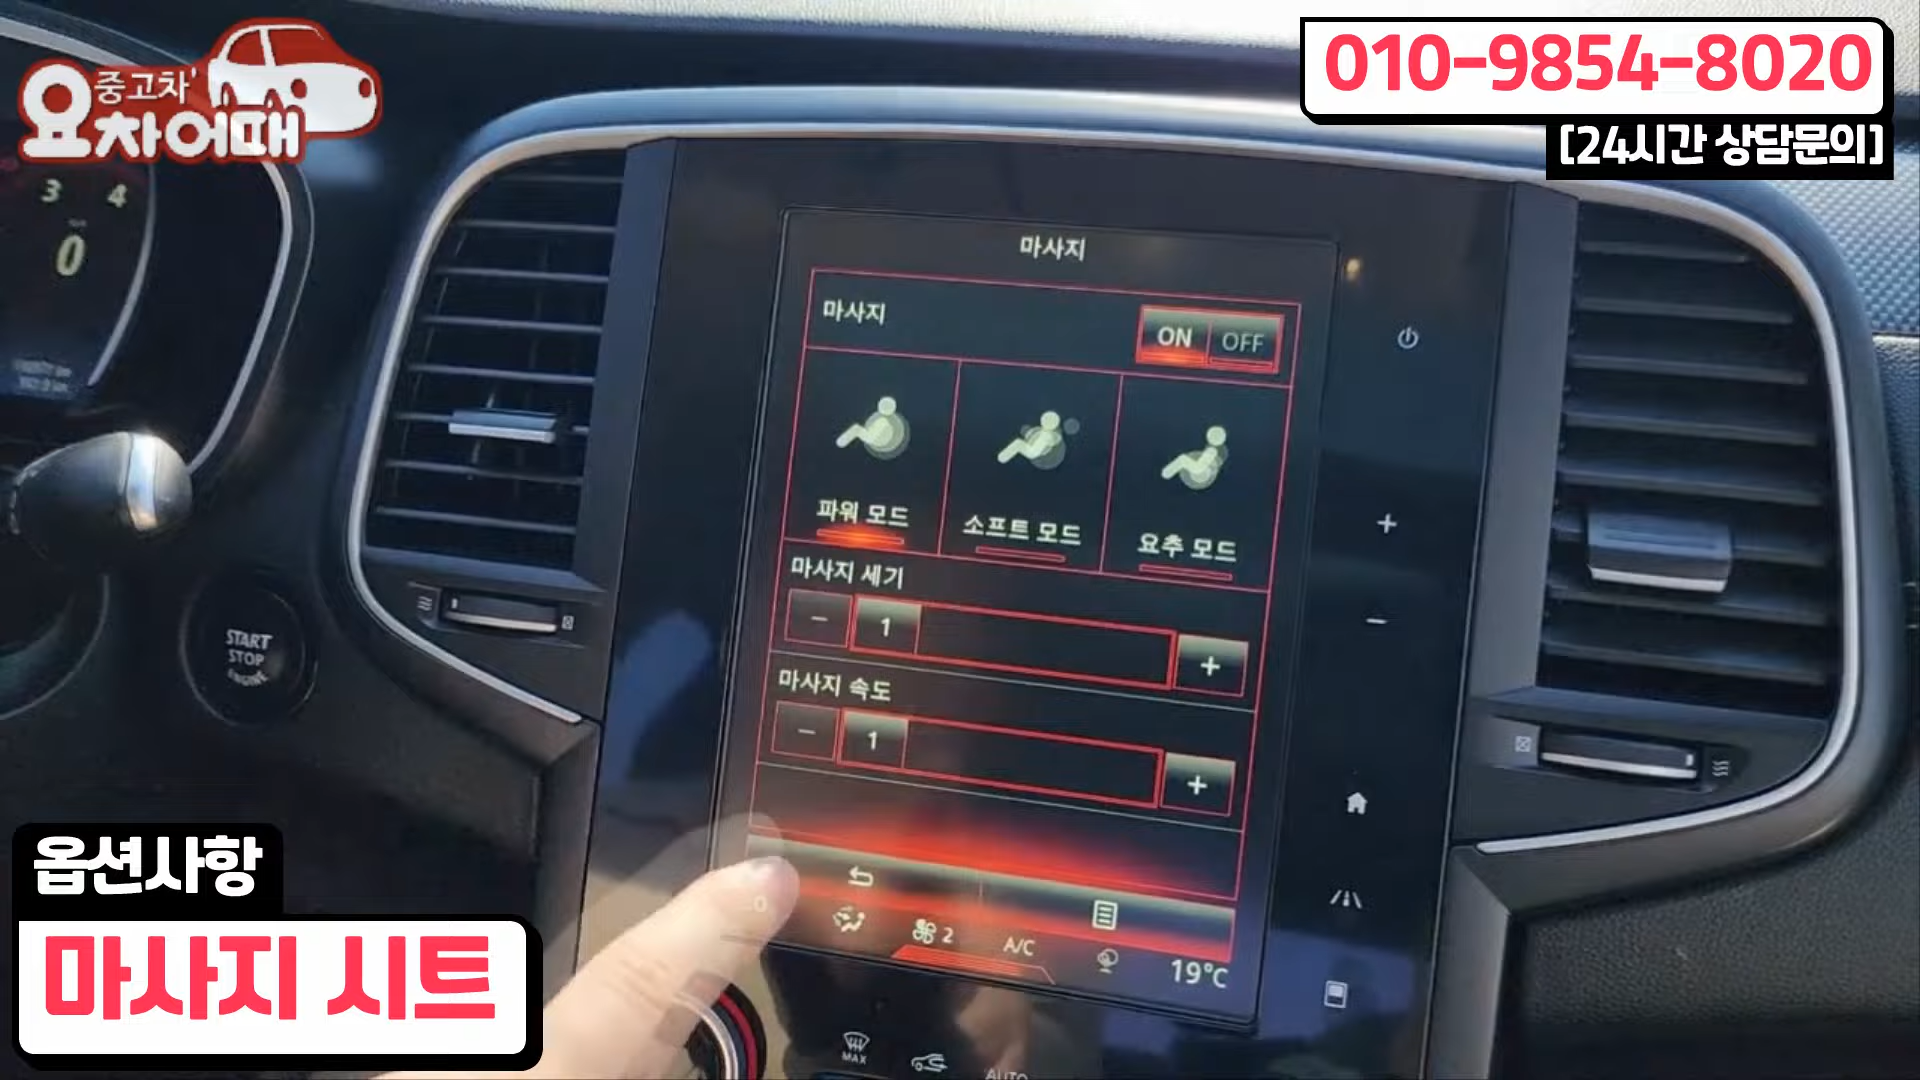 중고차
요차어때
010-9854-8020
[24시간 상담문의]
3 4
0
마사지
마사지
ON OFF
파워 모드
소프트 모드
요추 모드
마사지 세기
− 1 +
마사지 속도
− 1 +
+
−
START
STOP
ENGINE
2 A/C
19°C
MAX
AUTO
옵션사항
마사지 시트